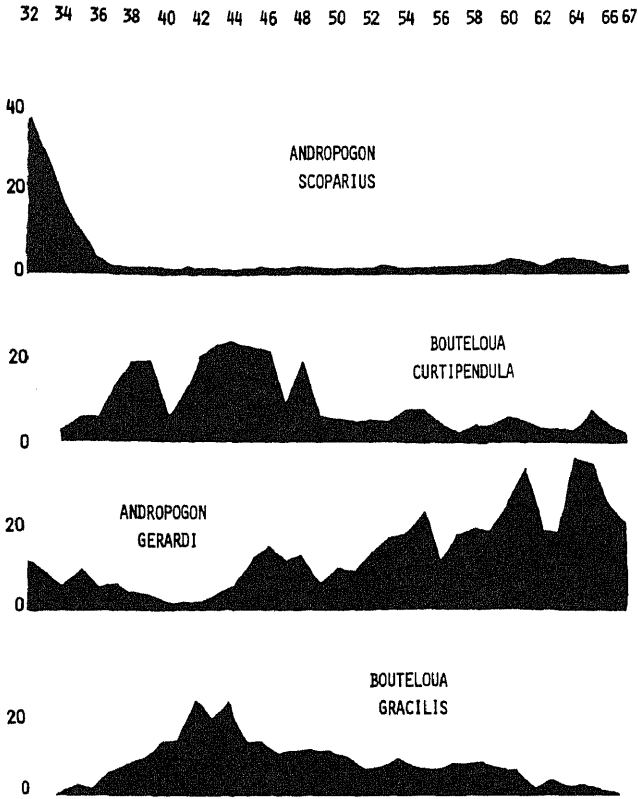 32 34 36 38 40 42 44 46 48 50 52 54 56 58 60 62 64 66 67
40
20
0
ANDROPOGON
SCOPARIUS
20
0
BOUTELOUA
CURTIPENDULA
20
0
ANDROPOGON
GERARDI
20
0
BOUTELOUA
GRACILIS